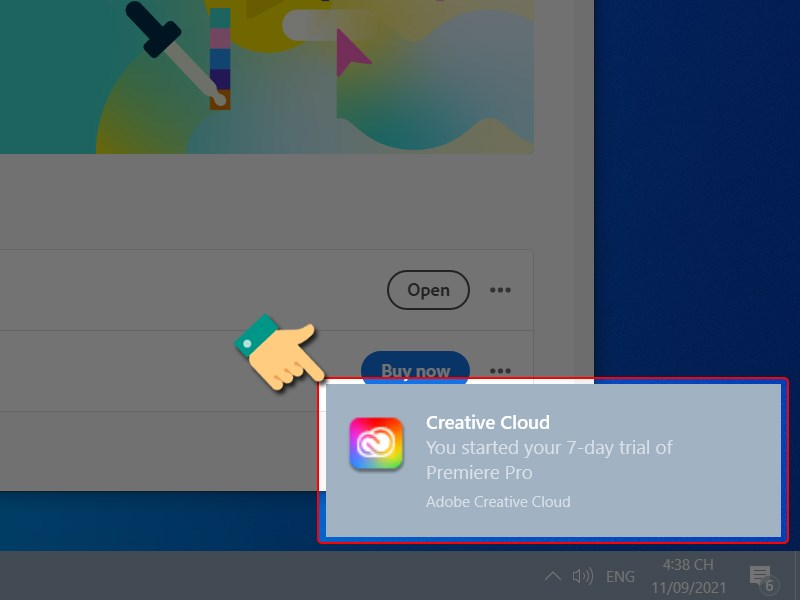 Open
Buy now
Creative Cloud
You started your 7-day trial of
Premiere Pro
Adobe Creative Cloud
ENG
4:38 CH
11/09/2021
6